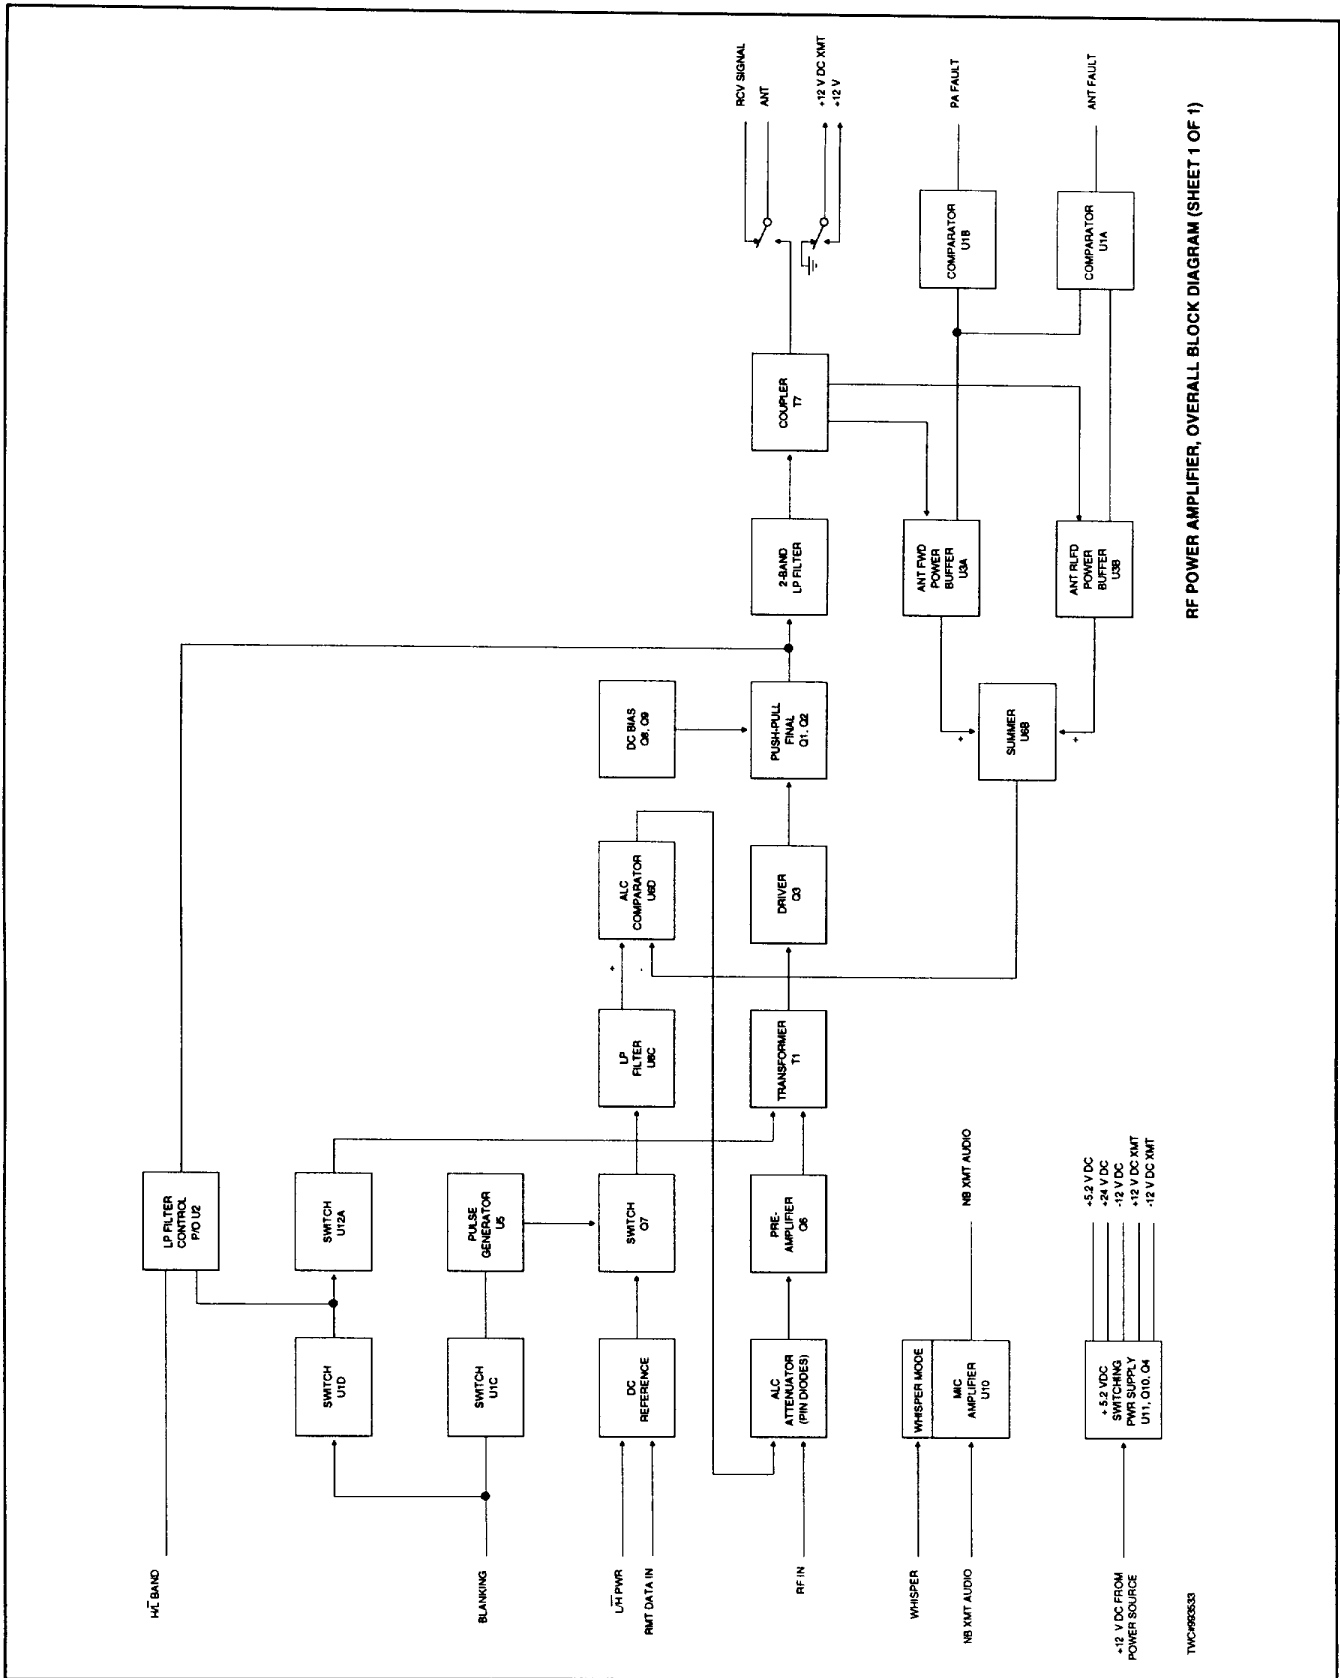 H/L BAND
BLANKING
L/H PWR
RMT DATA IN
RF IN
WHISPER
NB XMT AUDIO
+12 V DC FROM
POWER SOURCE
LP FILTER
CONTROL
P/O U2
SWITCH
U1D
SWITCH
U12A
SWITCH
U1C
PULSE
GENERATOR
U5
DC
REFERENCE
SWITCH
Q7
LP
FILTER
U6C
+
-
ALC
COMPARATOR
U6D
DC BIAS
Q8, Q9
ALC
ATTENUATOR
(PIN DIODES)
PRE-
AMPLIFIER
Q6
TRANSFORMER
T1
DRIVER
Q3
PUSH-PULL
FINAL
Q1, Q2
2-BAND
LP FILTER
COUPLER
T7
RCV SIGNAL
ANT
+12 V DC XMT
+12 V
WHISPER MODE
MIC
AMPLIFIER
U10
NB XMT AUDIO
SUMMER
U6B
+
+
ANT FWD
POWER
BUFFER
U3A
COMPARATOR
U1B
PA FAULT
ANT RLFD
POWER
BUFFER
U3B
COMPARATOR
U1A
ANT FAULT
+ 5.2 VDC
SWITCHING
PWR SUPPLY
U11, Q10, Q4
+5.2 V DC
+24 V DC
-12 V DC
+12 V DC XMT
-12 V DC XMT
TWC#993533
RF POWER AMPLIFIER, OVERALL BLOCK DIAGRAM (SHEET 1 OF 1)